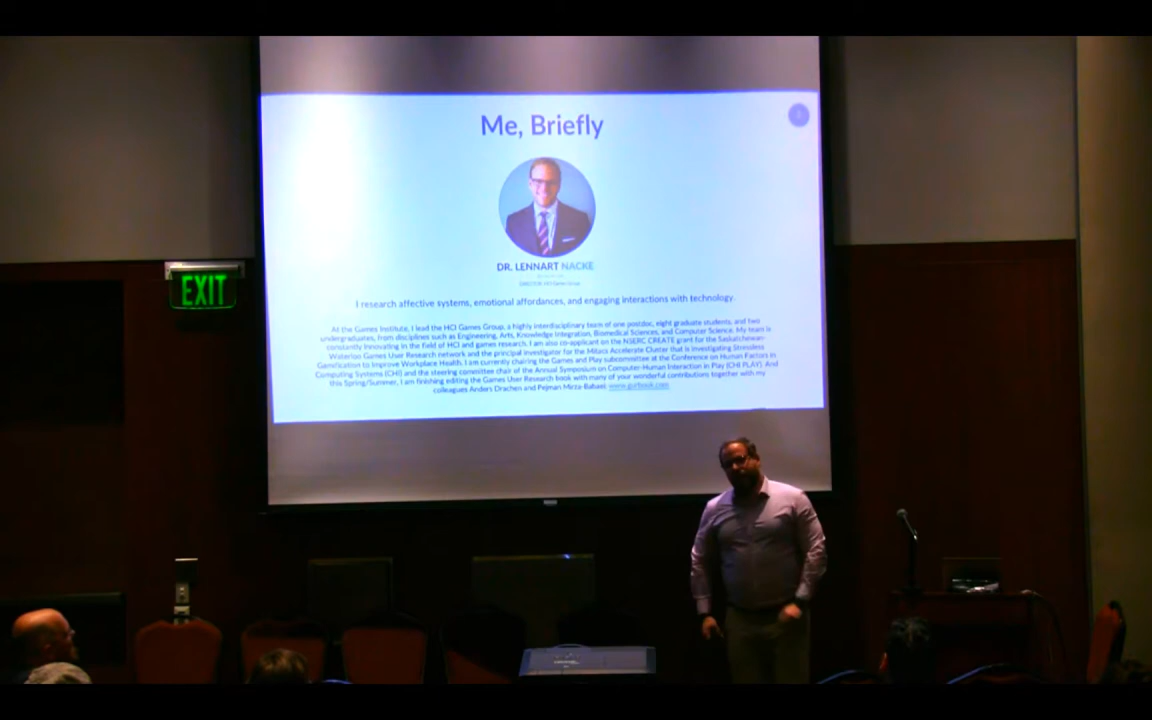 Me, Briefly
DR. LENNART NACKE
DIRECTOR, HCI Games Group
I research affective systems, emotional affordances, and engaging interactions with technology
At the Games Institute, I lead the HCI Games Group, a highly interdisciplinary team of one postdoc, eight graduate students, and two
undergraduates, from disciplines such as Engineering, Arts, Knowledge Integration, Biomedical Sciences, and Computer Science. My team is
constantly innovating in the field of HCI and games research. I am also co-applicant on the NSERC CREATE grant for the Saskatchewan-
Waterloo Games User Research network and the principal investigator for the Mitacs Accelerate Cluster that is investigating Stressless
Gamification to Improve Workplace Health. I am currently chairing the Games and Play subcommittee at the Conference on Human Factors in
Computing Systems (CHI) and the steering committee chair of the Annual Symposium on Computer-Human Interaction in Play (CHI PLAY). And
this Spring/Summer, I am finishing editing the Games User Research book with many of your wonderful contributions together with my
colleagues Anders Drachen and Pejman Mirza-Babaei: www.gurbook.com
EXIT